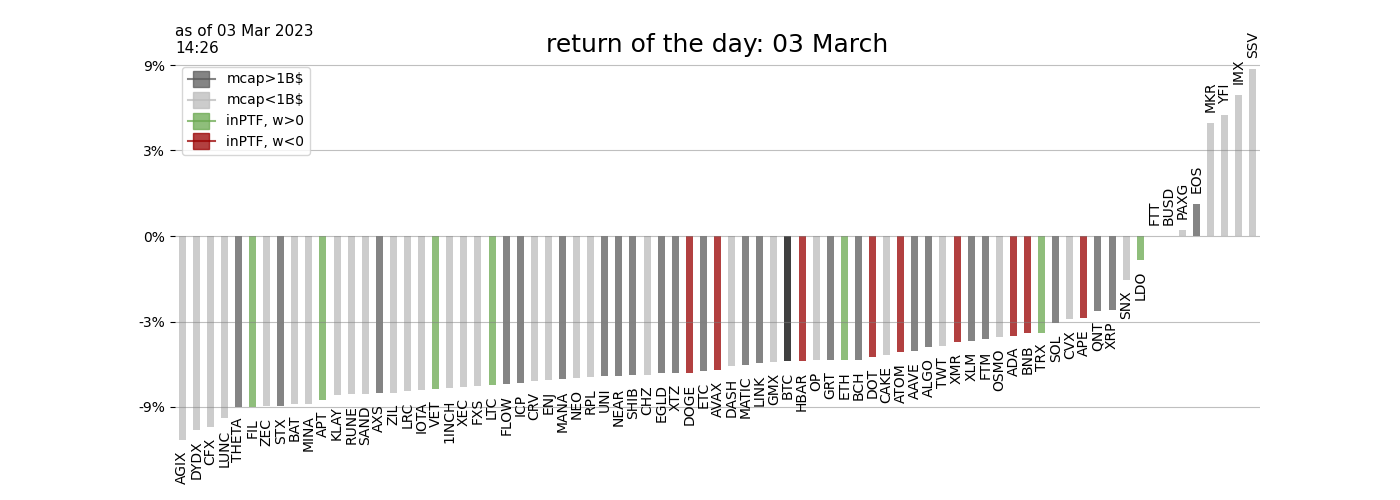 as of 03 Mar 2023
14:26
return of the day: 03 March
9%
3%
0%
-3%
-9%
mcap>1B$
mcap<1B$
inPTF, w>0
inPTF, w<0
AGIX
DYDX
CFX
LUNC
THETA
FIL
ZEC
STX
BAT
MINA
APT
KLAY
RUNE
SAND
AXS
ZIL
LRC
IOTA
VET
1INCH
XEC
FXS
LTC
FLOW
ICP
CRV
ENJ
MANA
NEO
RPL
UNI
NEAR
SHIB
CHZ
EGLD
XTZ
DOGE
ETC
AVAX
DASH
MATIC
LINK
GMX
BTC
HBAR
OP
GRT
ETH
BCH
DOT
CAKE
ATOM
AAVE
ALGO
TWT
XMR
XLM
FTM
OSMO
ADA
BNB
TRX
SOL
CVX
APE
QNT
XRP
SNX
LDO
FTT
BUSD
PAXG
EOS
MKR
YFI
IMX
SSV